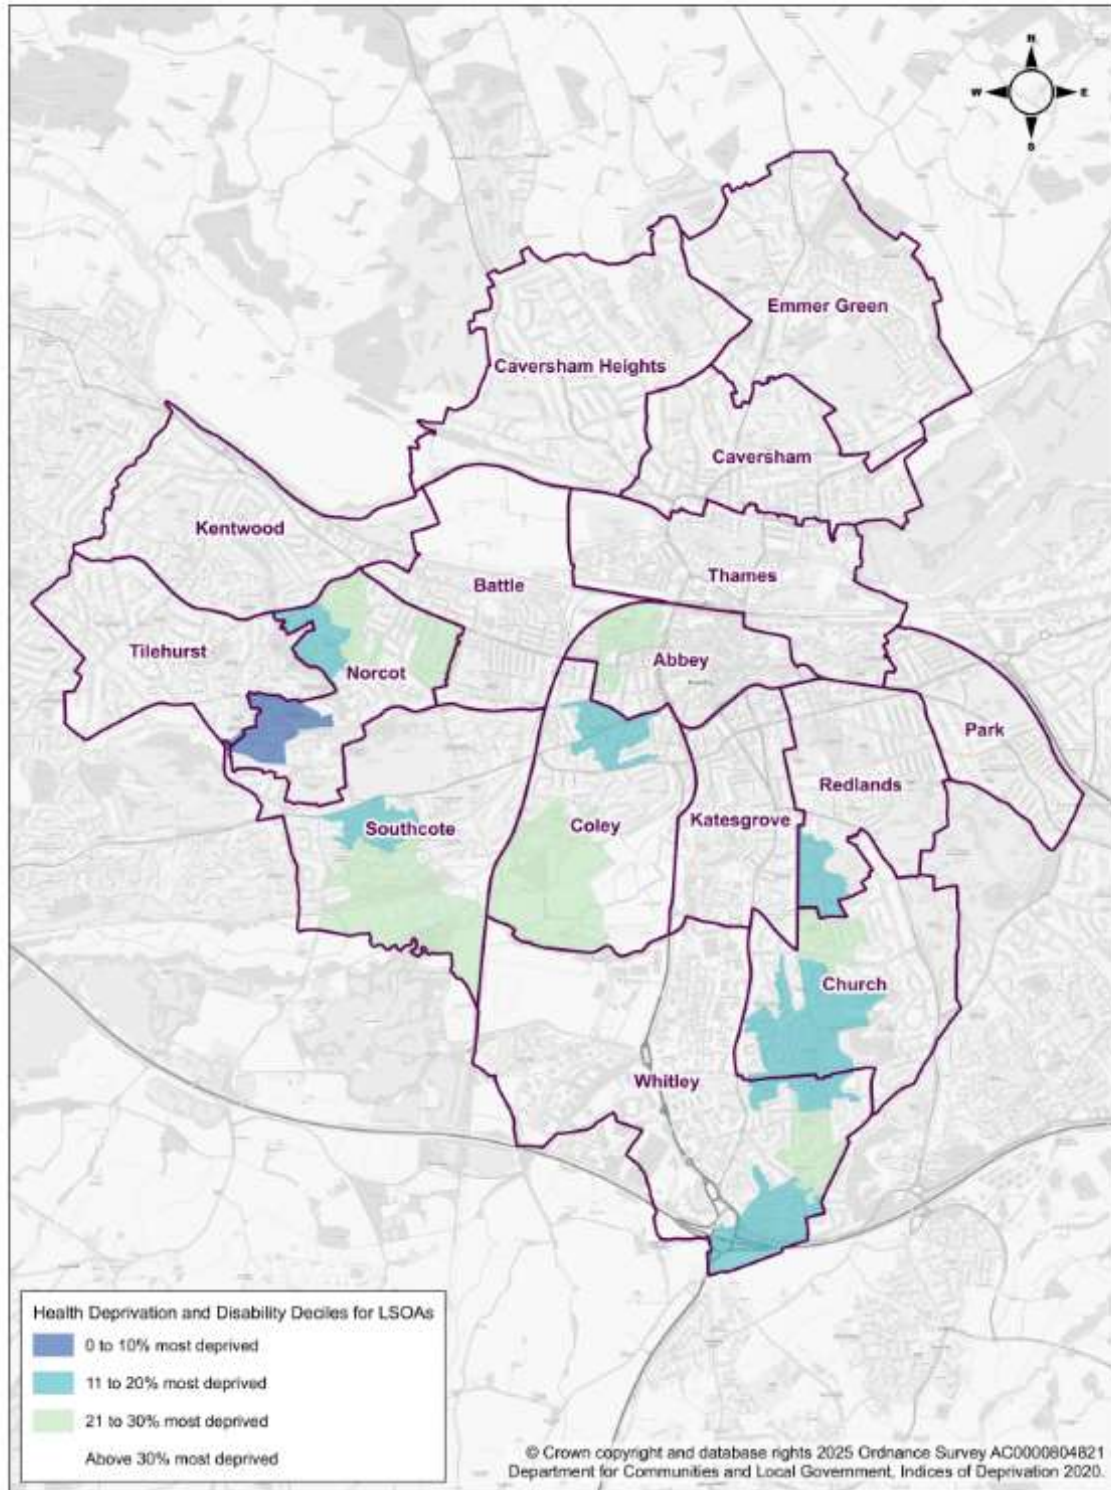 N
W
E
S
Emmer Green
Caversham Heights
Caversham
Kentwood
Battle
Thames
Tilehurst
Norcot
Abbey
Park
Redlands
Southcote
Coley
Katesgrove
Church
Whitley
Health Deprivation and Disability Deciles for LSOAs
0 to 10% most deprived
11 to 20% most deprived
21 to 30% most deprived
Above 30% most deprived
© Crown copyright and database rights 2025 Ordnance Survey AC0000804821
Department for Communities and Local Government, Indices of Deprivation 2020.